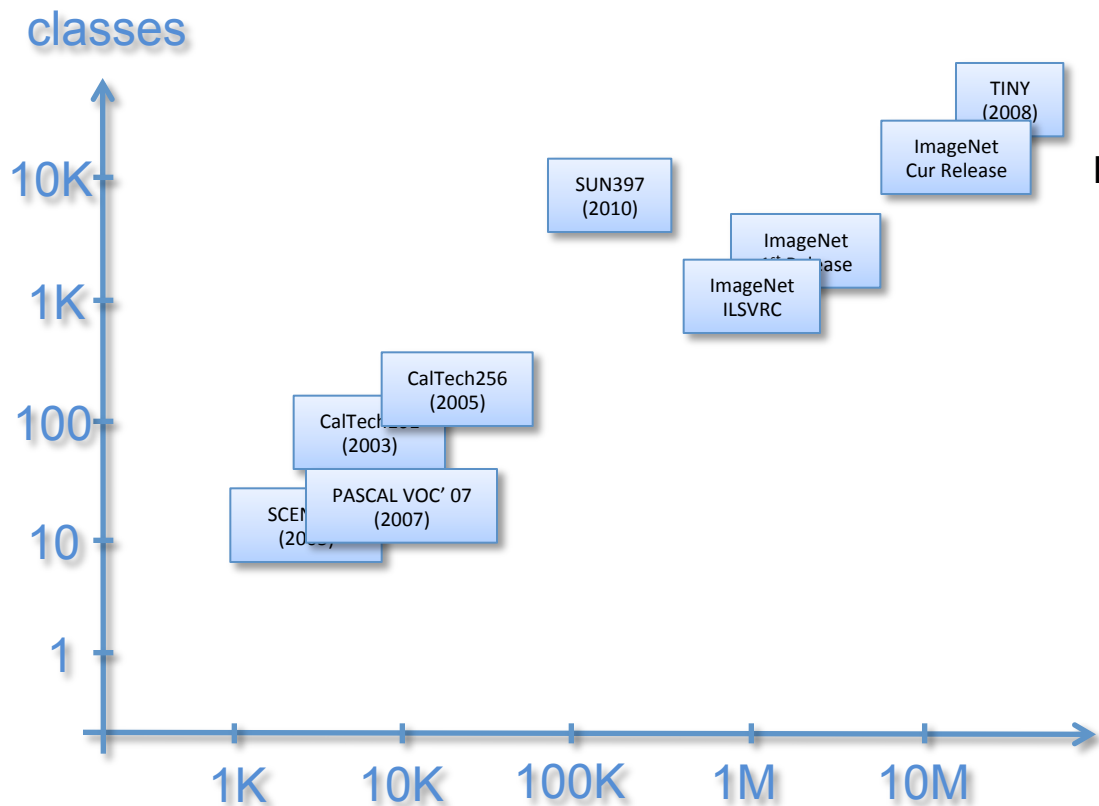 classes
TINY
(2008)
ImageNet
Cur Release
10K
SUN397
(2010)
ImageNet
Release
ImageNet
ILSVRC
1K
CalTech256
(2005)
100
(2003)
PASCAL VOC’ 07
(2007)
10
1
1K
10K
100K
1M
10M